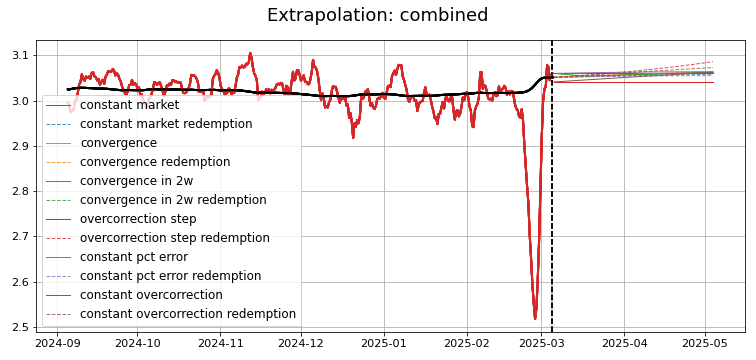 Extrapolation: combined
3.1
3.0
2.9
2.8
2.7
2.6
2.5
constant market
constant market redemption
convergence
convergence redemption
convergence in 2w
convergence in 2w redemption
overcorrection step
overcorrection step redemption
constant pct error
constant pct error redemption
constant overcorrection
constant overcorrection redemption
2024-09 2024-10 2024-11 2024-12 2025-01 2025-02 2025-03 2025-04 2025-05